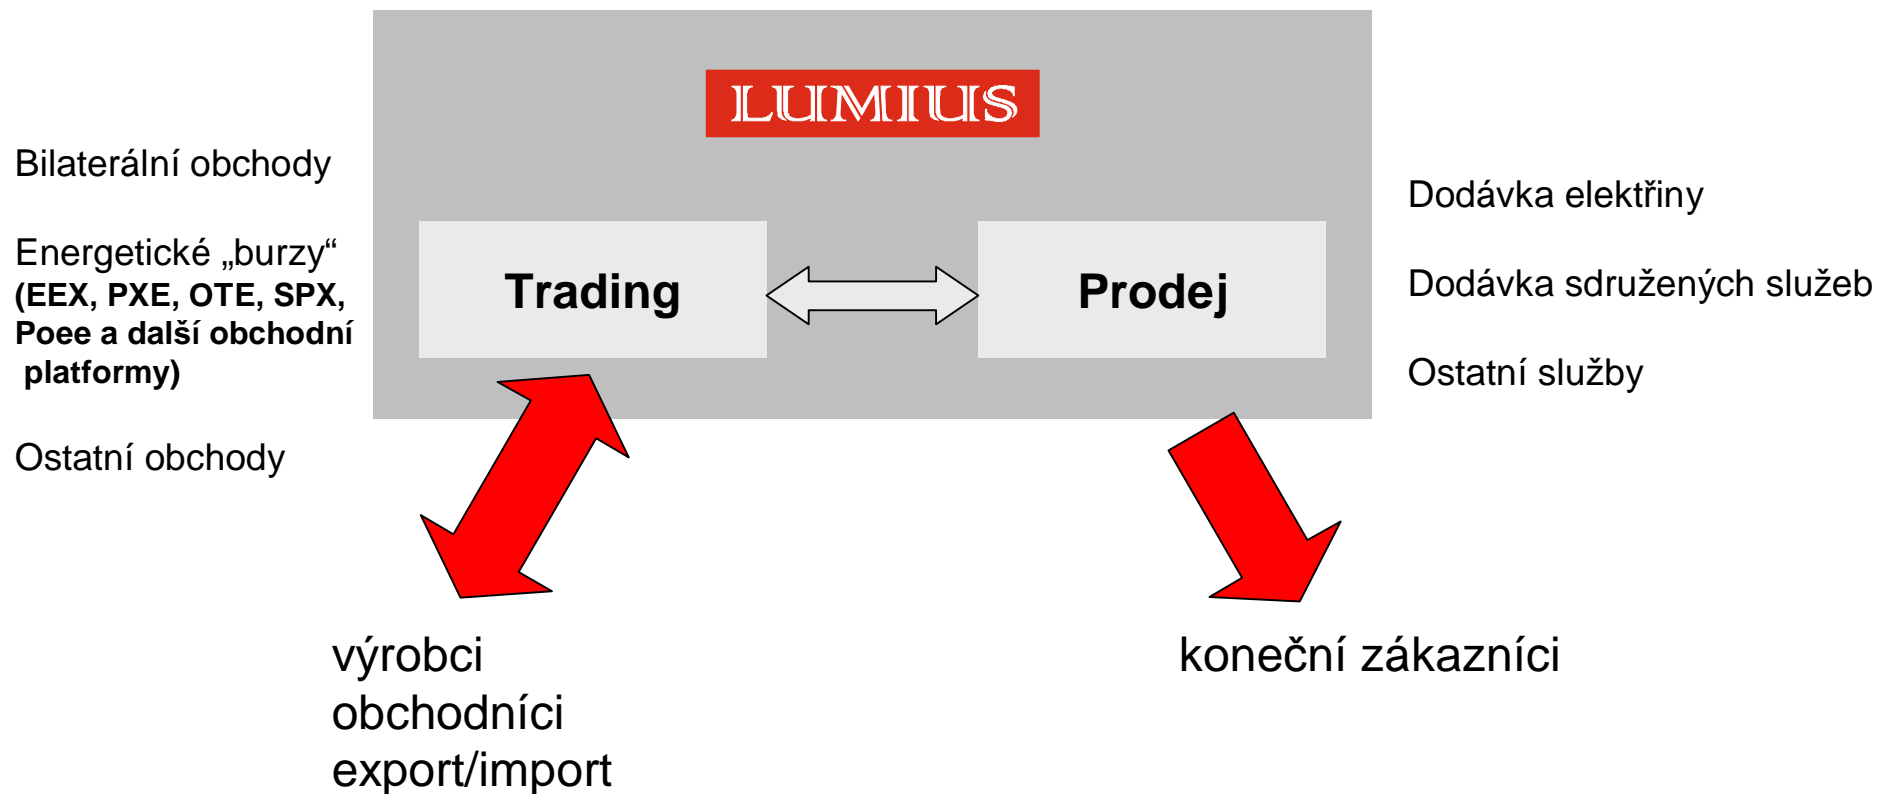 LUMIUS
Bilaterální obchody
Energetické „burzy“
(EEX, PXE, OTE, SPX,
Poee a další obchodní
platformy)
Ostatní obchody
Trading
Prodej
Dodávka elektřiny
Dodávka sdružených služeb
Ostatní služby
výrobci
obchodníci
export/import
koneční zákazníci